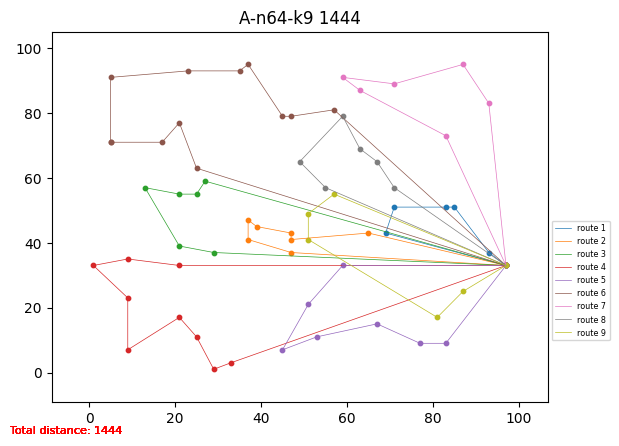 A-n64-k9 1444
100
80
60
40
20
0
0 20 40 60 80 100
route 1
route 2
route 3
route 4
route 5
route 6
route 7
route 8
route 9
Total distance: 1444